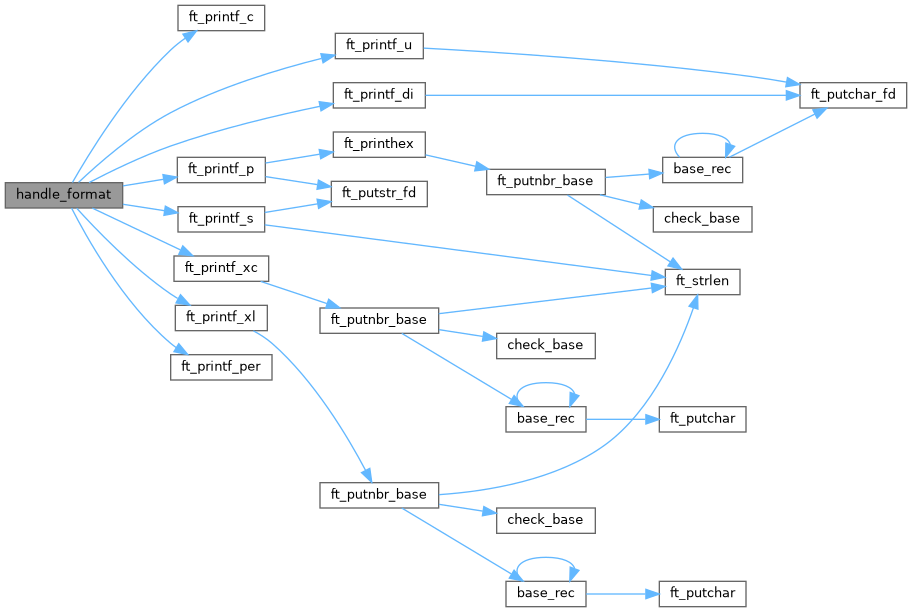 ft_printf_c
ft_printf_u
ft_printf_di
ft_putchar_fd
ft_printhex
ft_printf_p
base_rec
ft_putnbr_base
handle_format
ft_putstr_fd
ft_printf_s
check_base
ft_printf_xc
ft_strlen
ft_printf_xl
ft_putnbr_base
check_base
ft_printf_per
base_rec
ft_putchar
ft_putnbr_base
check_base
base_rec
ft_putchar